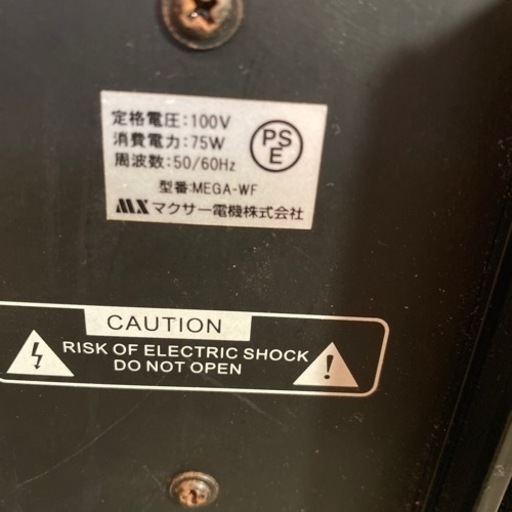 定格電圧:100V
消費電力:75W
周波数:50/60Hz
PS
E
型番:MEGA-WF
MX マクサー電機株式会社
CAUTION
RISK OF ELECTRIC SHOCK
DO NOT OPEN